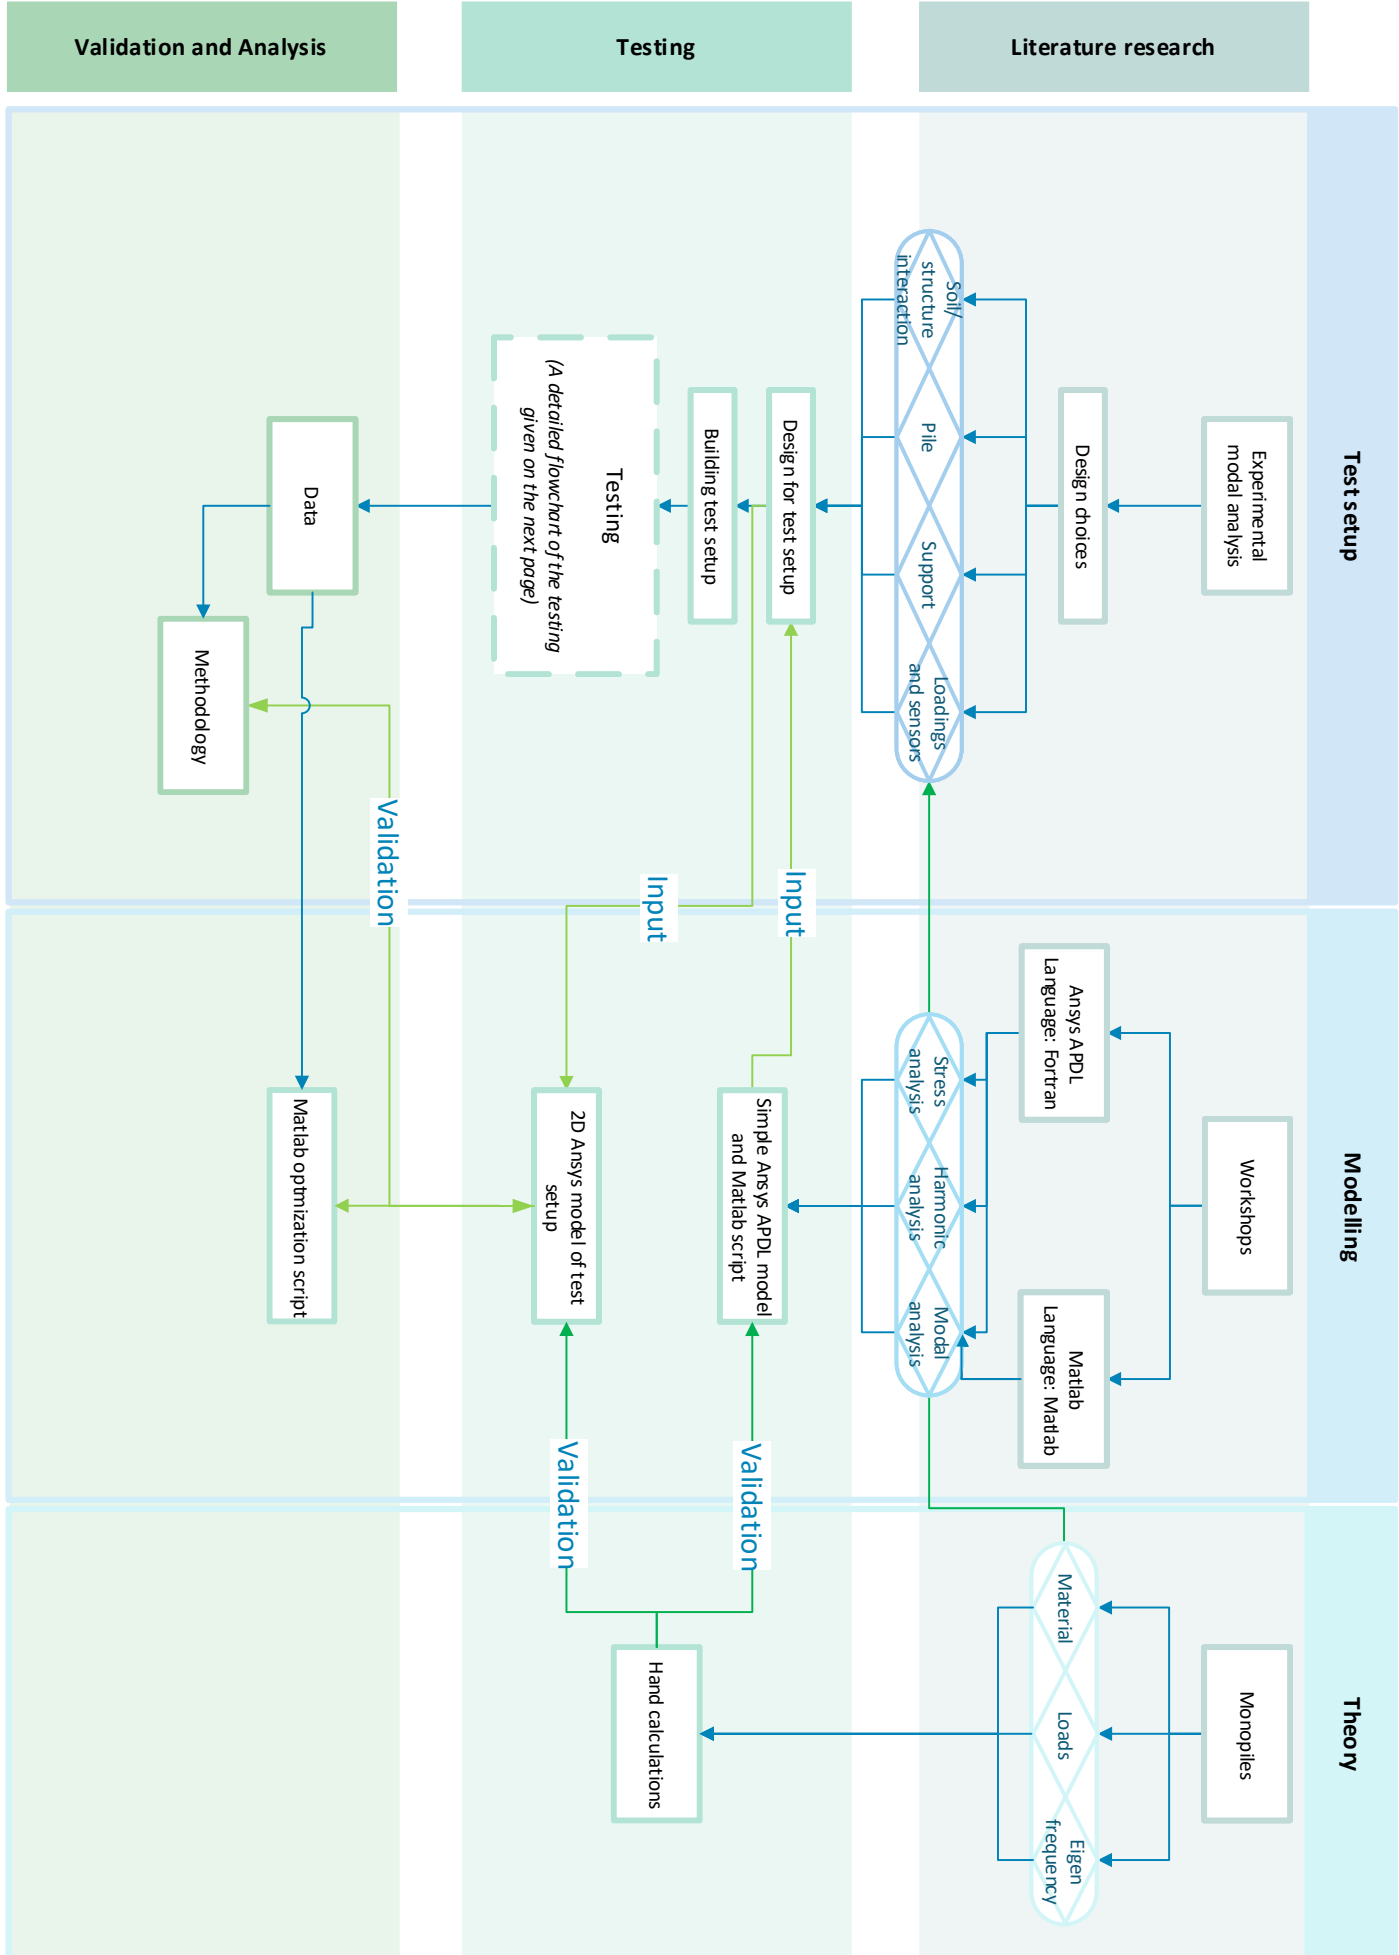 Validation and Analysis
Testing
Literature research
Test setup
Modelling
Theory
Experimental
modal analysis
Design choices
Soil/
structure
interaction
Pile
Support
Loadings
and sensors
Design for test setup
Building test setup
Testing
(A detailed flowchart of the testing
given on the next page)
Data
Methodology
Validation
Input
Input
Workshops
Ansys APDL
Language: Fortran
Matlab
Language: Matlab
Stress
analysis
Harmonic
analysis
Modal
analysis
Simple Ansys APDL model
and Matlab script
2D Ansys model of test
setup
Matlab optmization script
Validation
Validation
Monopiles
Material
Loads
Eigen
frequency
Hand calculations